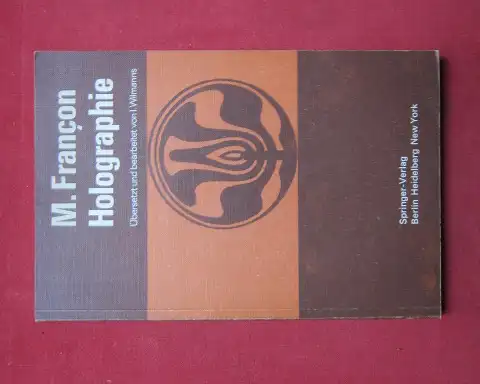 M. Françon
Holographie
Übersetzt und bearbeitet von I. Wilmanns
Springer-Verlag
Berlin Heidelberg New York